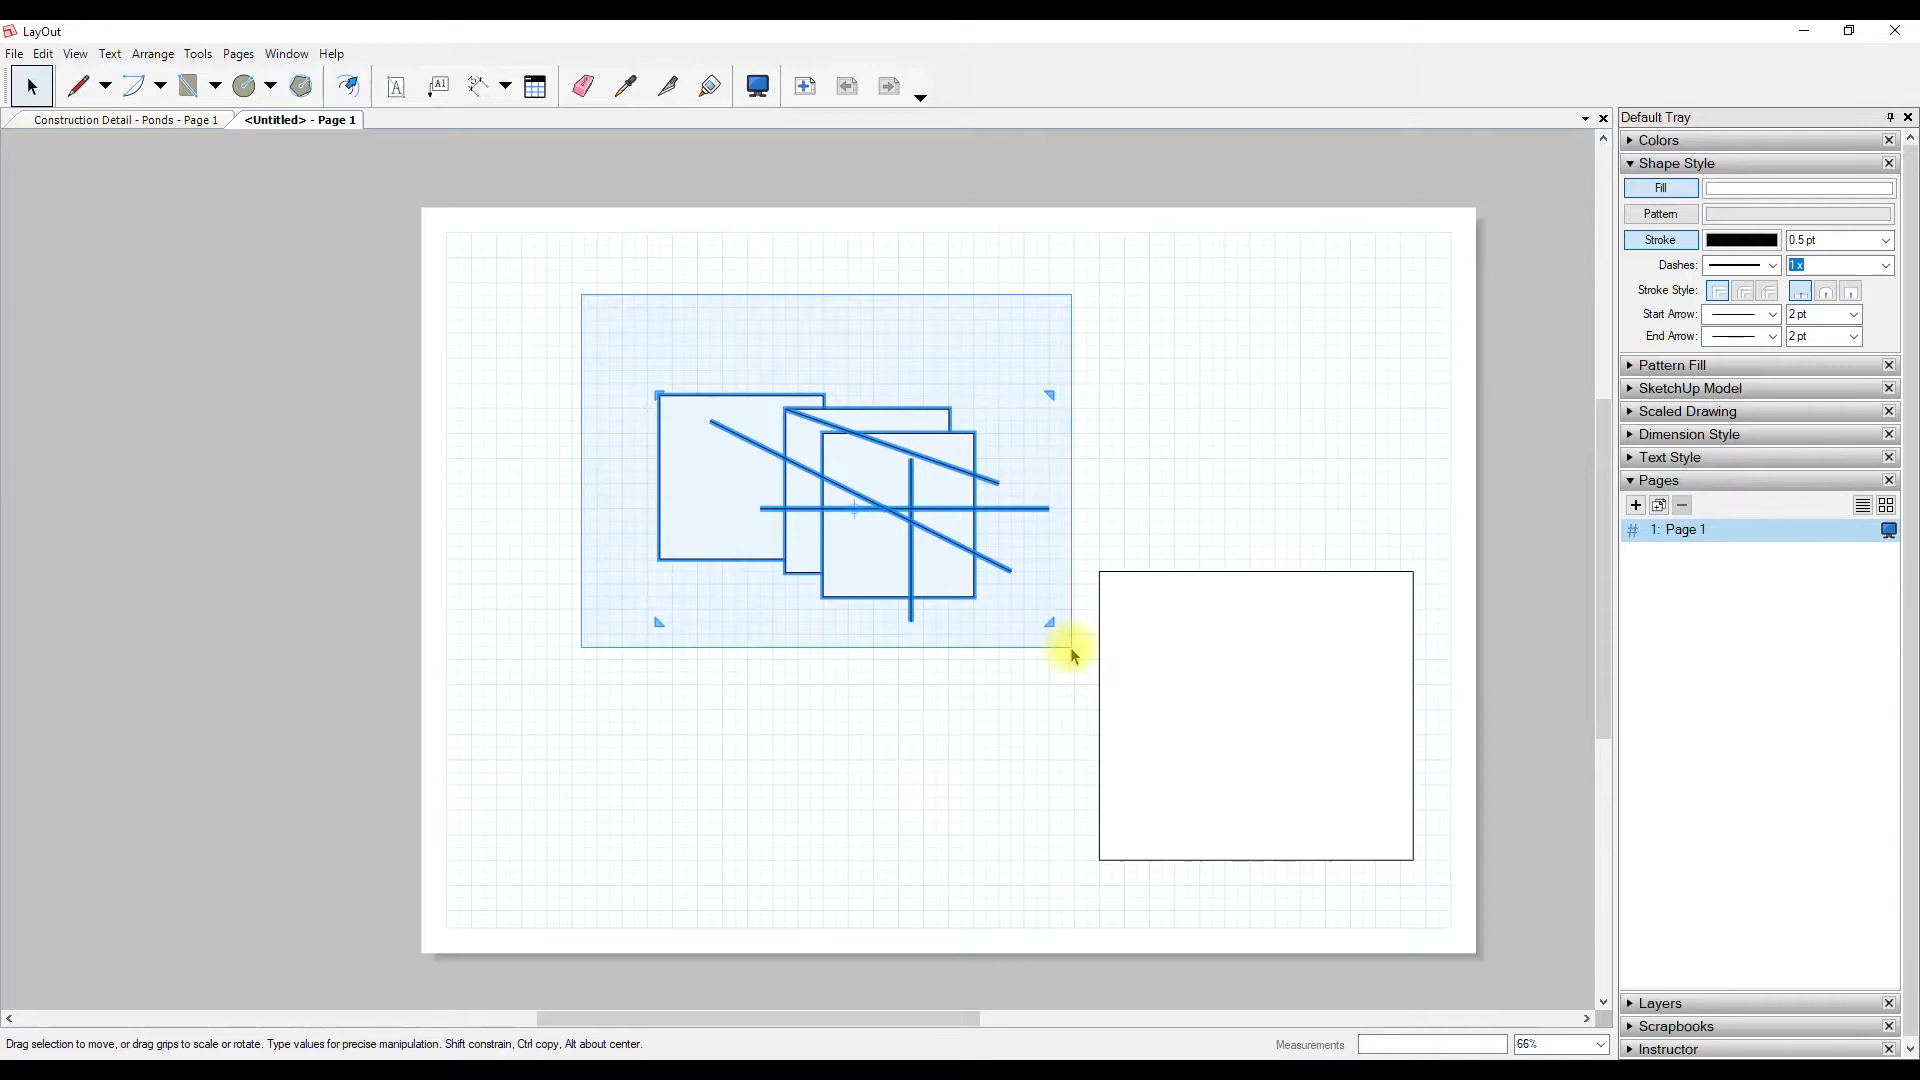 LayOut
File Edit View Text Arrange Tools Pages Window Help
A A1
Construction Detail - Ponds - Page 1
<Untitled> - Page 1
Default Tray
Colors
Shape Style
Fill
Pattern
Stroke 0.5 pt
Dashes: 1 x
Stroke Style:
Start Arrow: 2 pt
End Arrow: 2 pt
Pattern Fill
SketchUp Model
Scaled Drawing
Dimension Style
Text Style
Pages
# 1: Page 1
Layers
Scrapbooks
Instructor
Drag selection to move, or drag grips to scale or rotate. Type values for precise manipulation. Shift constrain, Ctrl copy, Alt about center.
Measurements
66%